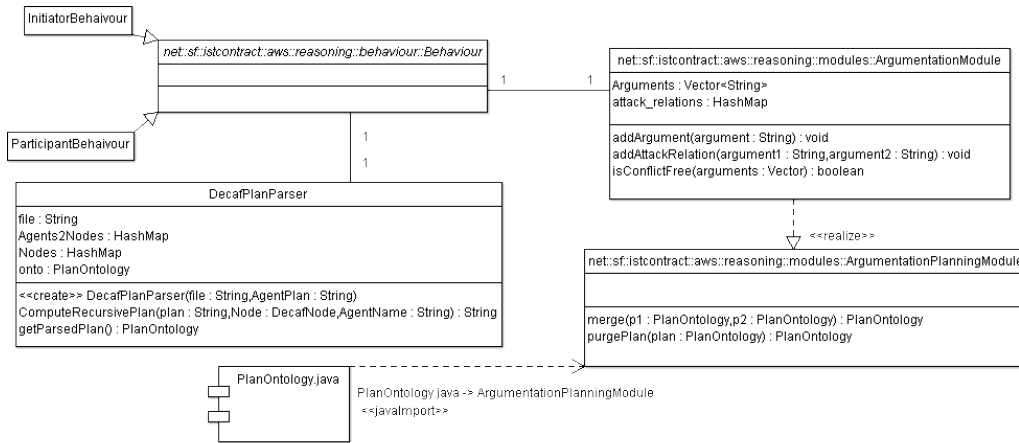 InitiatorBehaivour
net::sf::istcontract::aws::reasoning::behaviour::Behaviour
ParticipantBehaivour
1
1
net::sf::istcontract::aws::reasoning::modules::ArgumentationModule
Arguments : Vector<String>
attack_relations : HashMap
addArgument(argument : String) : void
addAttackRelation(argument1 : String,argument2 : String) : void
isConflictFree(arguments : Vector) : boolean
1
1
DecafPlanParser
file : String
Agents2Nodes : HashMap
Nodes : HashMap
onto : PlanOntology
<<create>> DecafPlanParser(file : String,AgentPlan : String)
ComputeRecursivePlan(plan : String,Node : DecafNode,AgentName : String) : String
getParsedPlan() : PlanOntology
<<realize>>
net::sf::istcontract::aws::reasoning::modules::ArgumentationPlanningModule
merge(p1 : PlanOntology,p2 : PlanOntology) : PlanOntology
purgePlan(plan : PlanOntology) : PlanOntology
PlanOntology.java
PlanOntology.java -> ArgumentationPlanningModule
<<javaImport>>